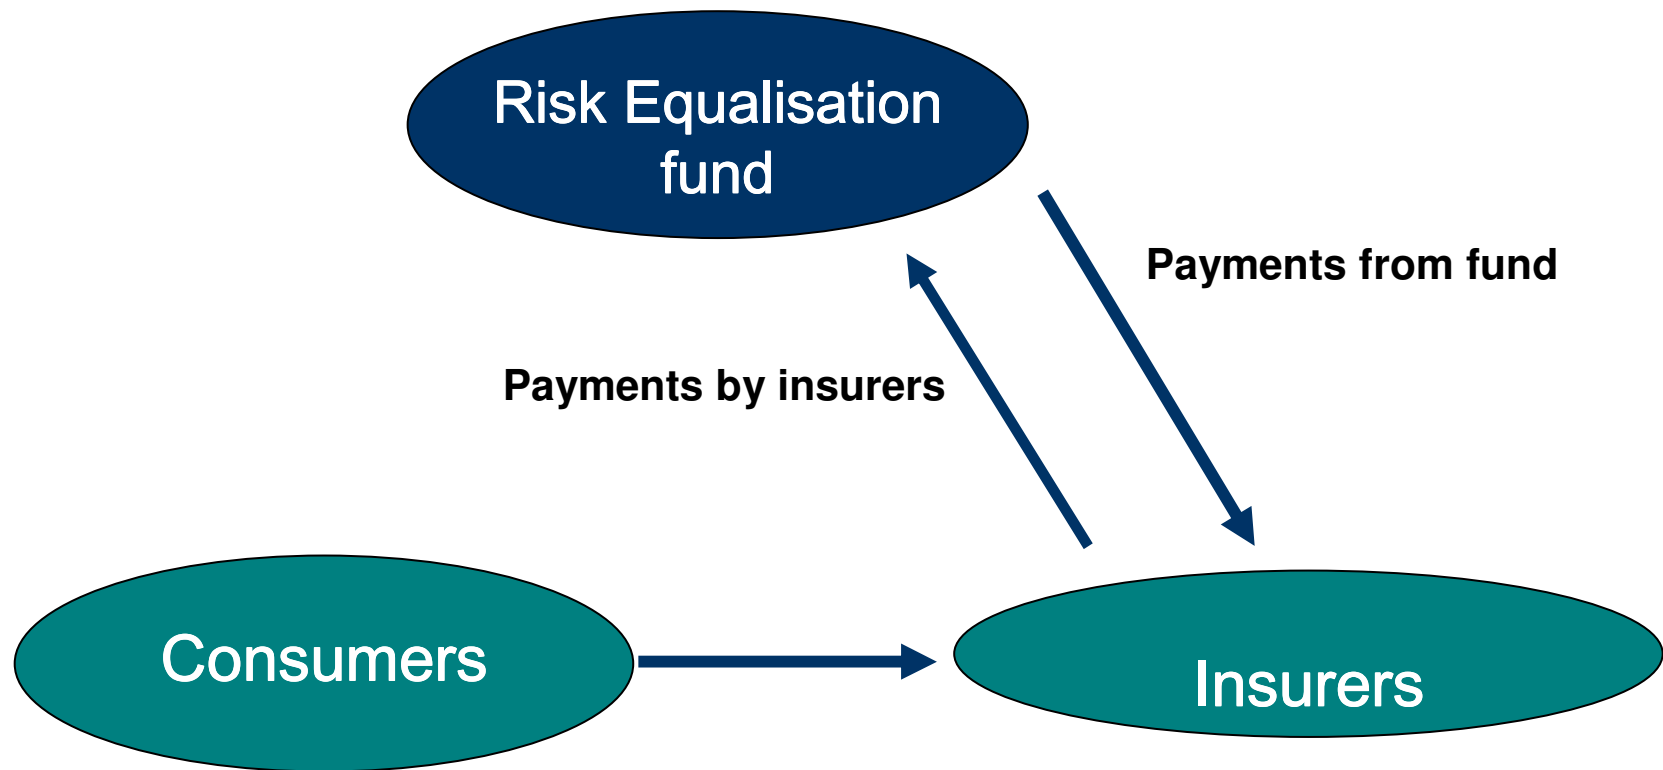 Risk Equalisation
fund
Payments from fund
Payments by insurers
Consumers
Insurers